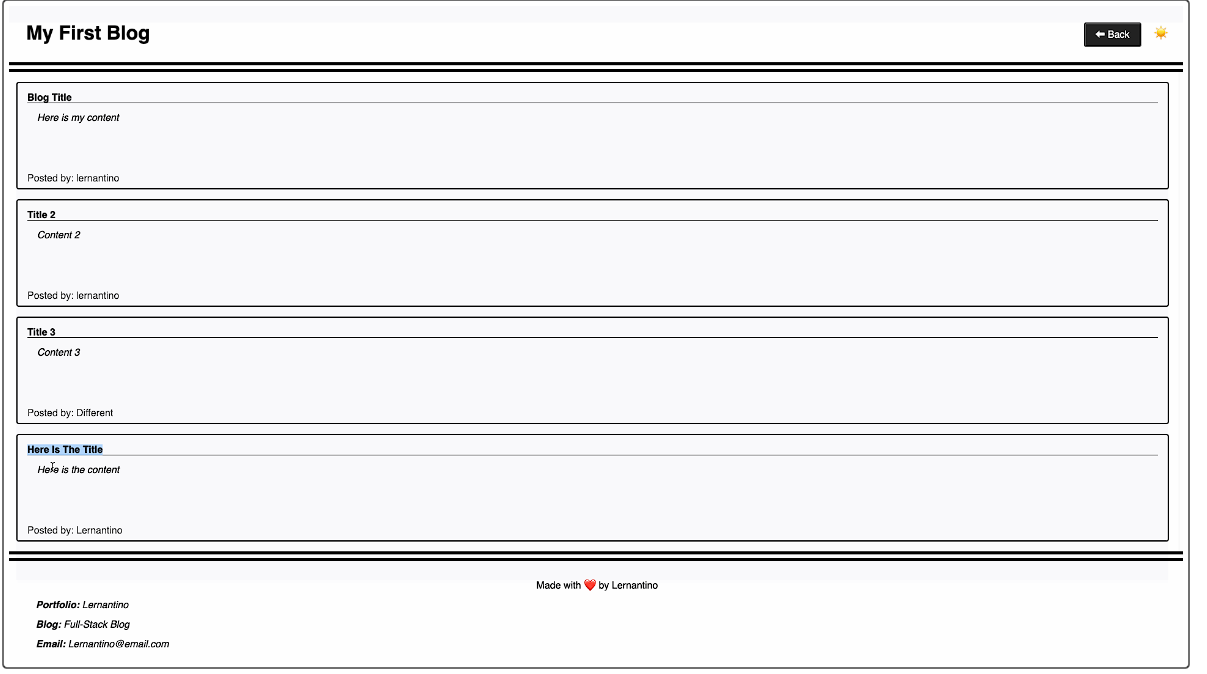 My First Blog
⬅ Back ☀️
Blog Title
Here is my content
Posted by: lernantino
Title 2
Content 2
Posted by: lernantino
Title 3
Content 3
Posted by: Different
Here Is The Title
Here is the content
Posted by: Lernantino
Made with ❤️ by Lernantino
Portfolio: Lernantino
Blog: Full-Stack Blog
Email: Lernantino@email.com